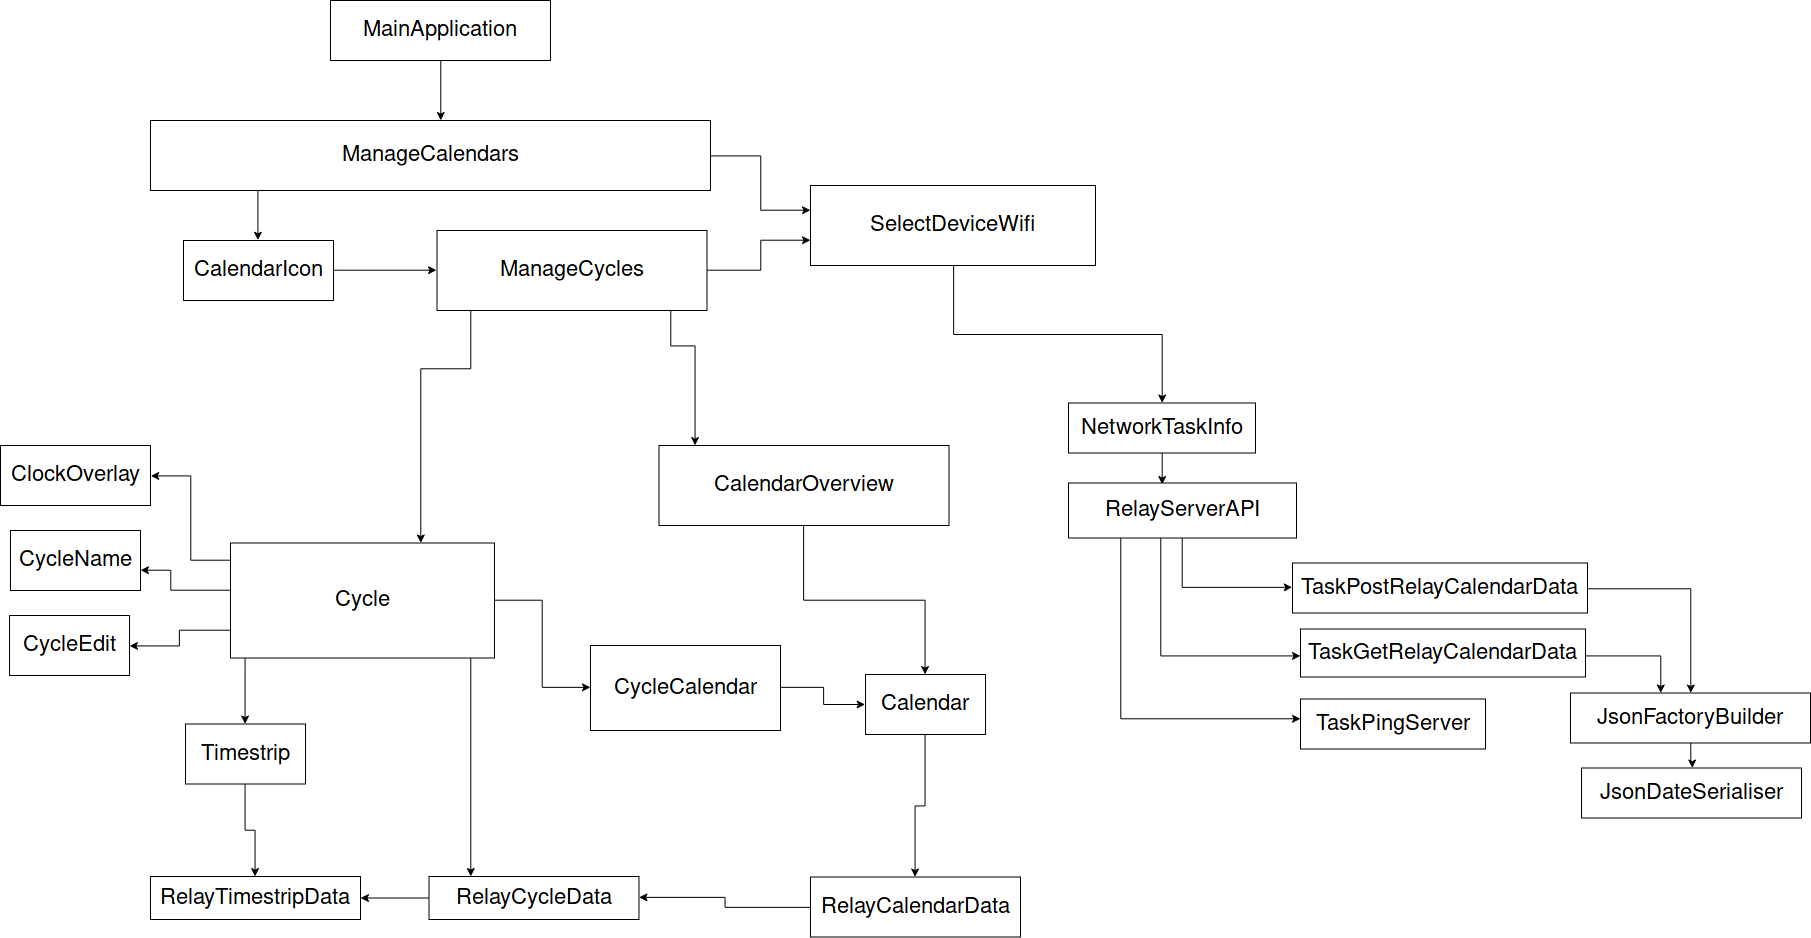 MainApplication
ManageCalendars
SelectDeviceWifi
CalendarIcon
ManageCycles
NetworkTaskInfo
ClockOverlay
CalendarOverview
RelayServerAPI
CycleName
Cycle
TaskPostRelayCalendarData
CycleEdit
TaskGetRelayCalendarData
CycleCalendar
Calendar
JsonFactoryBuilder
TaskPingServer
Timestrip
JsonDateSerialiser
RelayTimestripData
RelayCycleData
RelayCalendarData